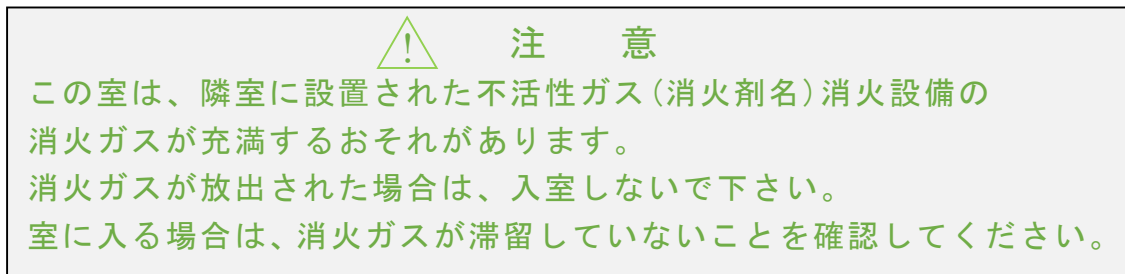 ! 注 意
この室は、隣室に設置された不活性ガス(消火剤名)消火設備の
消火ガスが充満するおそれがあります。
消火ガスが放出された場合は、入室しないで下さい。
室に入る場合は、消火ガスが滞留していないことを確認してください。